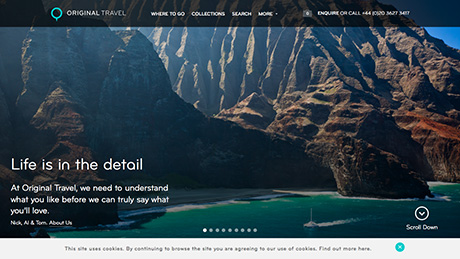 ORIGINAL TRAVEL
WHERE TO GO COLLECTIONS SEARCH MORE
ENQUIRE OR CALL +44 (0)20 3627 3417
Life is in the detail
At Original Travel, we need to understand
what you like before we can truly say what
you'll love.
Nick, Al & Tom. About Us
Scroll Down
This site uses cookies. By continuing to browse the site you are agreeing to our use of cookies. Find out more here.